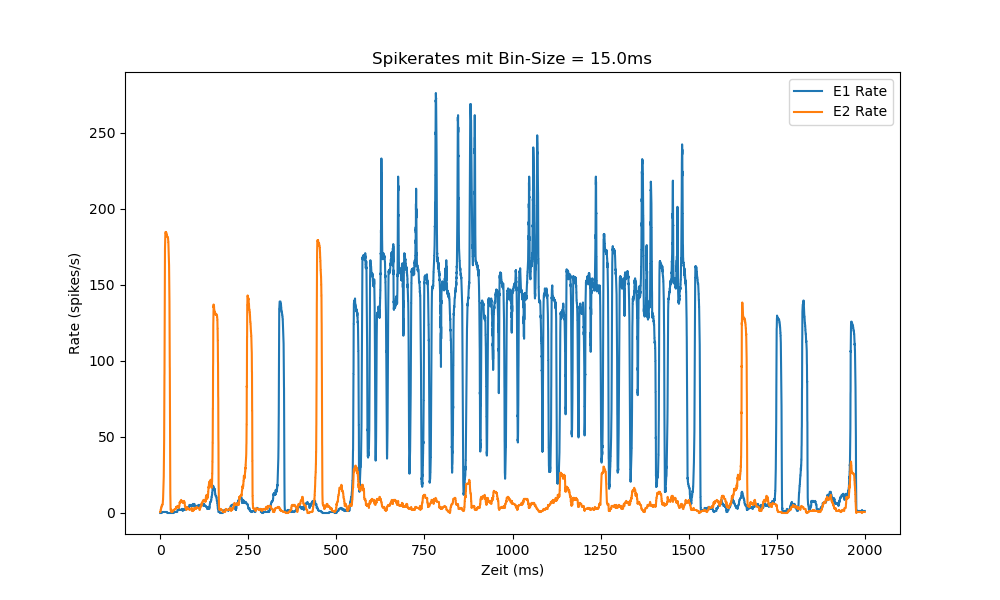 Spikerates mit Bin-Size = 15.0ms
E1 Rate
E2 Rate
Rate (spikes/s)
250
200
150
100
50
0
0 250 500 750 1000 1250 1500 1750 2000
Zeit (ms)